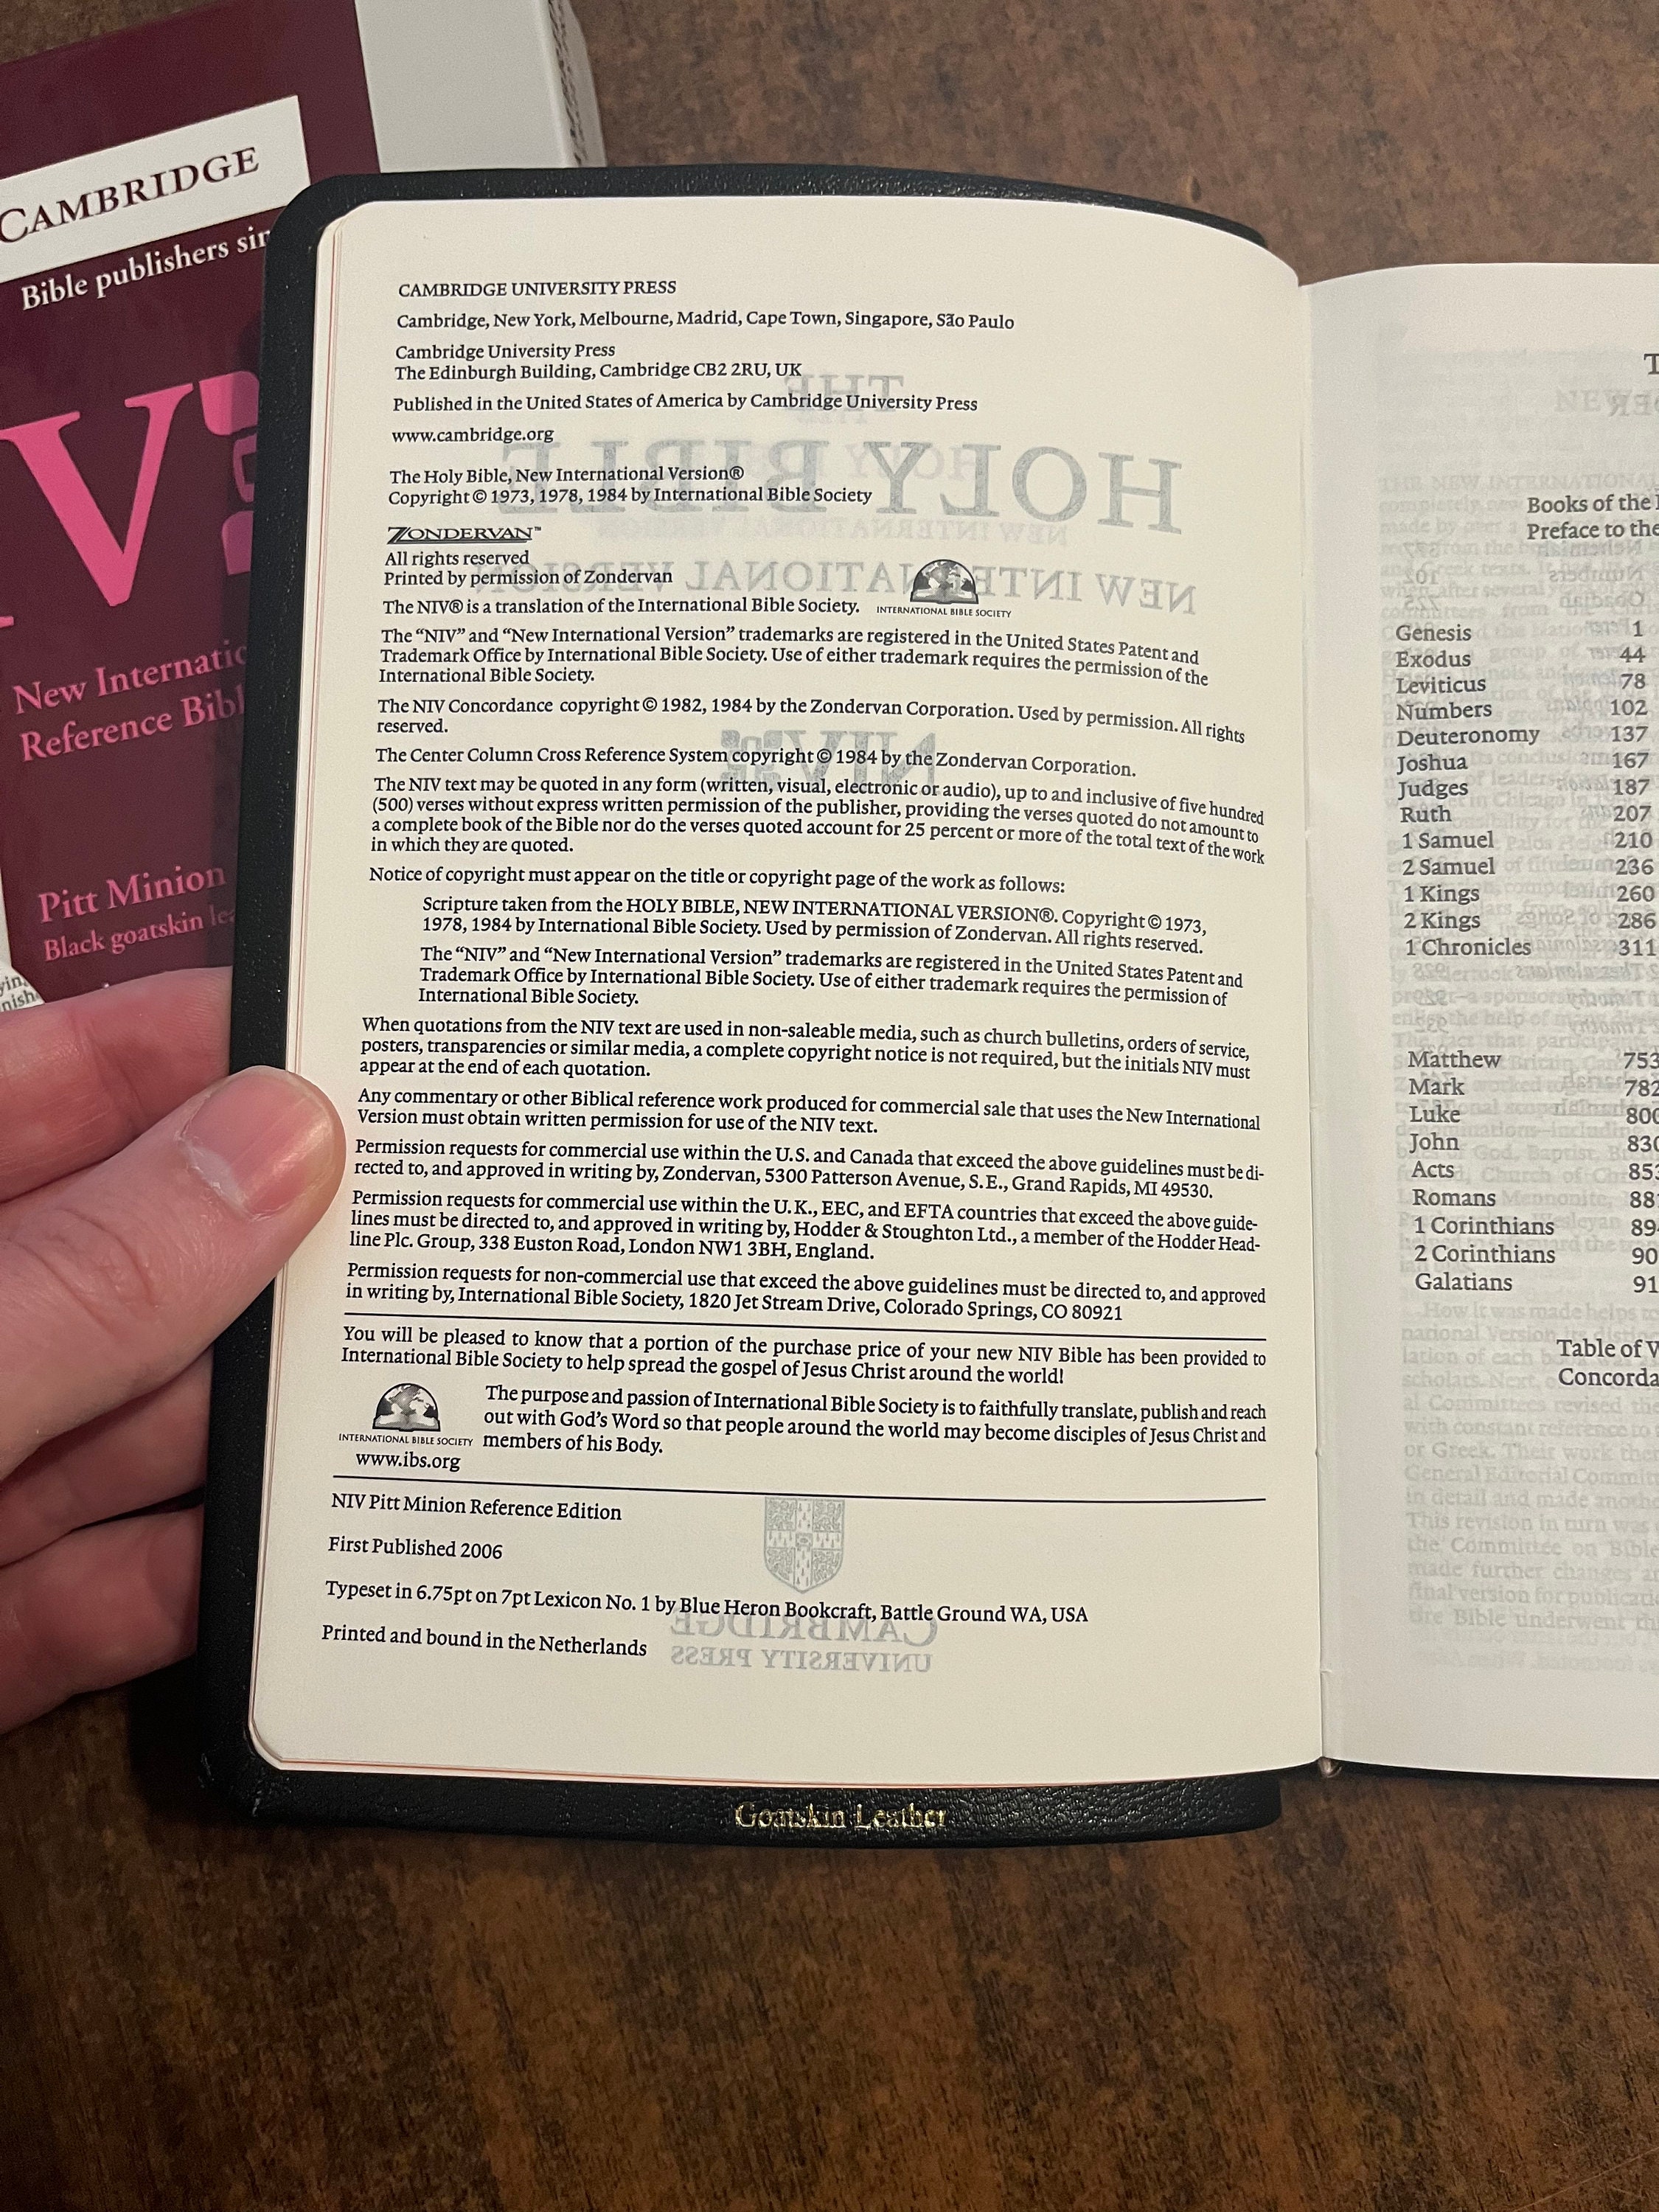 CAMBRIDGE
Bible publishers
V
New
Reference
Pitt Minion
Black goatskin
CAMBRIDGE UNIVERSITY PRESS
Cambridge, New York, Melbourne, Madrid, Cape Town, Singapore, São Paulo
Cambridge University Press
The Edinburgh Building, Cambridge CB2 2RU, UK
Published in the United States of America by Cambridge University Press
www.cambridge.org
The Holy Bible, New International Version®
Copyright © 1973, 1978, 1984 by International Bible Society
ZONDERVAN™
All rights reserved
Printed by permission of Zondervan
The NIV® is a translation of the International Bible Society.
INTERNATIONAL BIBLE SOCIETY
The “NIV” and “New International Version” trademarks are registered in the United States Patent and
Trademark Office by International Bible Society. Use of either trademark requires the permission of the
International Bible Society.
The NIV Concordance copyright © 1982, 1984 by the Zondervan Corporation. Used by permission. All rights
reserved.
The Center Column Cross Reference System copyright © 1984 by the Zondervan Corporation.
The NIV text may be quoted in any form (written, visual, electronic or audio), up to and inclusive of five hundred
(500) verses without express written permission of the publisher, providing the verses quoted do not amount to
a complete book of the Bible nor do the verses quoted account for 25 percent or more of the total text of the work
in which they are quoted.
Notice of copyright must appear on the title or copyright page of the work as follows:
Scripture taken from the HOLY BIBLE, NEW INTERNATIONAL VERSION®. Copyright © 1973,
1978, 1984 by International Bible Society. Used by permission of Zondervan. All rights reserved.
The “NIV” and “New International Version” trademarks are registered in the United States Patent and
Trademark Office by International Bible Society. Use of either trademark requires the permission of
International Bible Society.
When quotations from the NIV text are used in non-saleable media, such as church bulletins, orders of service,
posters, transparencies or similar media, a complete copyright notice is not required, but the initials NIV must
appear at the end of each quotation.
Any commentary or other Biblical reference work produced for commercial sale that uses the New International
Version must obtain written permission for use of the NIV text.
Permission requests for commercial use within the U.S. and Canada that exceed the above guidelines must be di-
rected to, and approved in writing by, Zondervan, 5300 Patterson Avenue, S.E., Grand Rapids, MI 49530.
Permission requests for commercial use within the U.K., EEC, and EFTA countries that exceed the above guide-
lines must be directed to, and approved in writing by, Hodder & Stoughton Ltd., a member of the Hodder Head-
line Plc. Group, 338 Euston Road, London NW1 3BH, England.
Permission requests for non-commercial use that exceed the above guidelines must be directed to, and approved
in writing by, International Bible Society, 1820 Jet Stream Drive, Colorado Springs, CO 80921
You will be pleased to know that a portion of the purchase price of your new NIV Bible has been provided to
International Bible Society to help spread the gospel of Jesus Christ around the world!
The purpose and passion of International Bible Society is to faithfully translate, publish and reach
out with God’s Word so that people around the world may become disciples of Jesus Christ and
members of his Body.
INTERNATIONAL BIBLE SOCIETY
www.ibs.org
NIV Pitt Minion Reference Edition
First Published 2006
Typeset in 6.75pt on 7pt Lexicon No. 1 by Blue Heron Bookcraft, Battle Ground WA, USA
Printed and bound in the Netherlands
Goatskin Leather
Books of the
Preface to the
Genesis 1
Exodus 44
Leviticus 78
Numbers 102
Deuteronomy 137
Joshua 167
Judges 187
Ruth 207
1 Samuel 210
2 Samuel 236
1 Kings 260
2 Kings 286
1 Chronicles 311
Matthew 753
Mark 782
Luke
John
Acts
Romans
1 Corinthians
2 Corinthians
Galatians
Table of